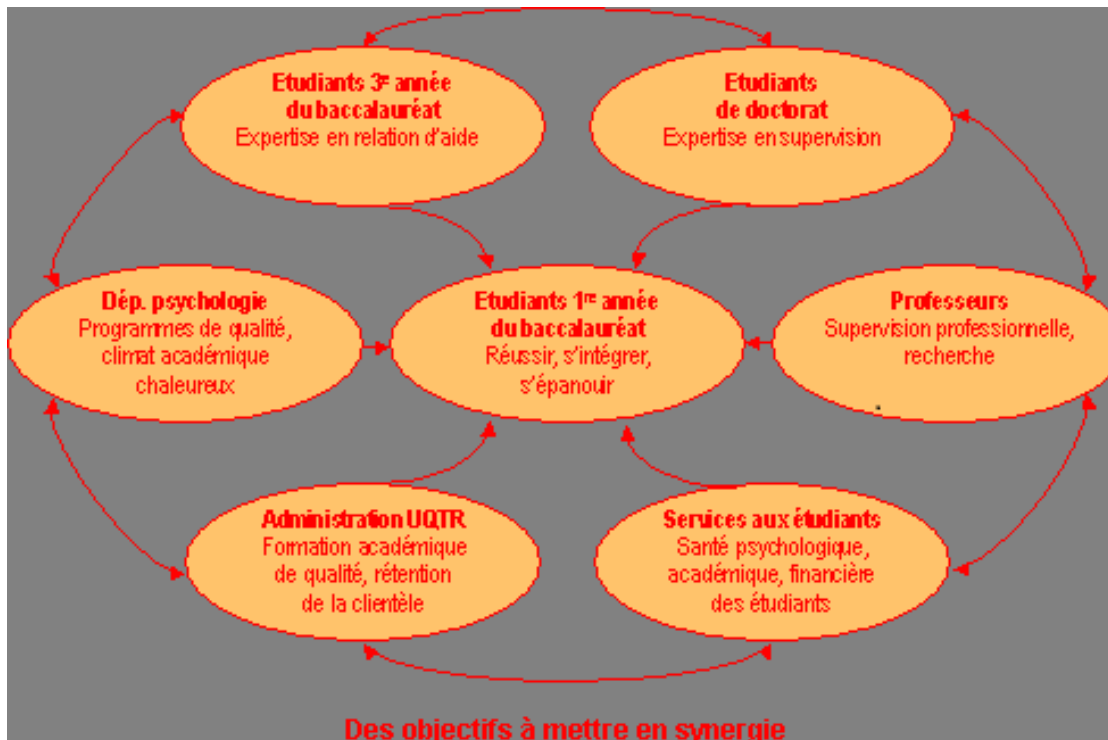 Etudiants 3e année
du baccalauréat
Expertise en relation d'aide
Etudiants
de doctorat
Expertise en supervision
Dép. psychologie
Programmes de qualité,
climat académique
chaleureux
Etudiants 1re année
du baccalauréat
Réussir, s'intégrer,
s'épanouir
Professeurs
Supervision professionnelle,
recherche
Administration UQTR
Formation académique
de qualité, rétention
de la clientèle
Services aux étudiants
Santé psychologique,
académique, financière
des étudiants
Des objectifs à mettre en synergie